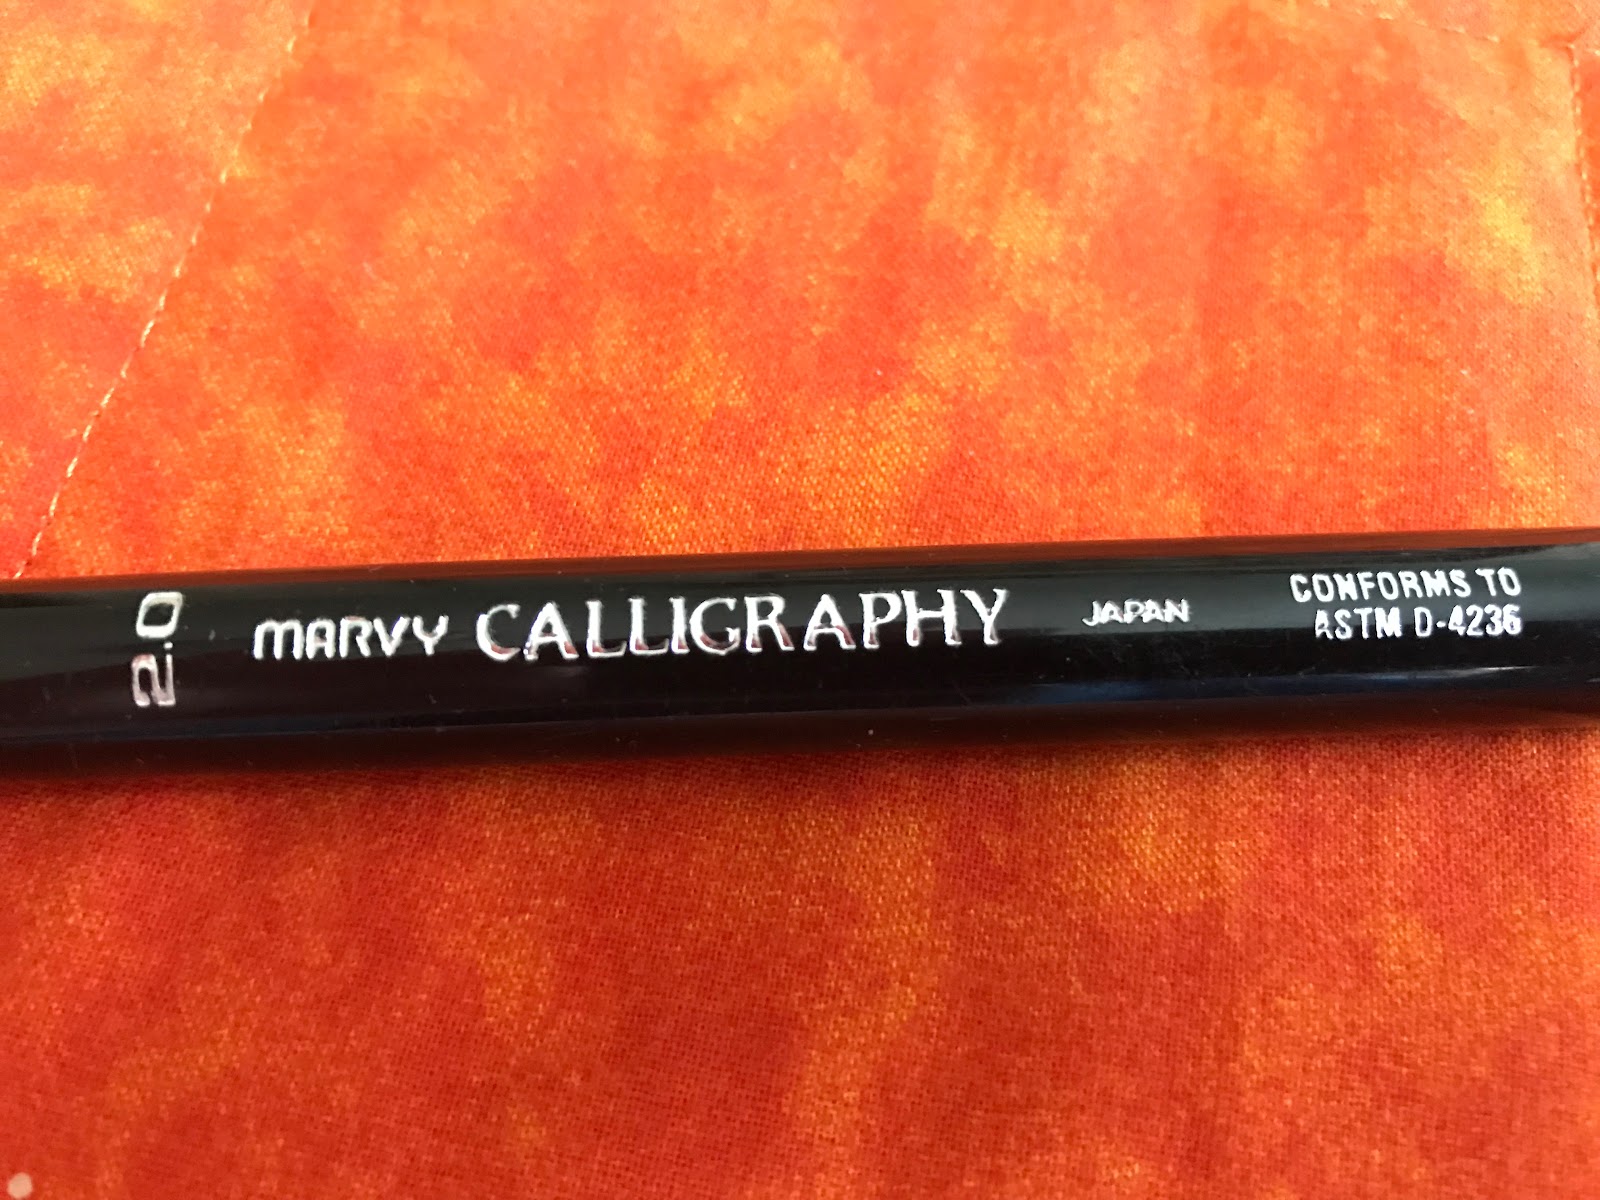 2.0
MARVY CALLIGRAPHY JAPAN
CONFORMS TO
ASTM D-4236